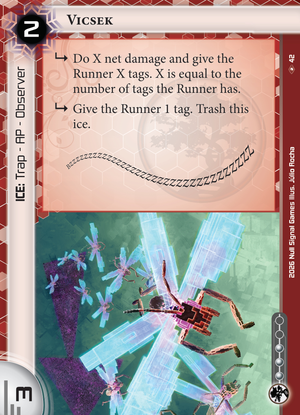 2 Vicsek
↳ Do X net damage and give the
Runner X tags. X is equal to the
number of tags the Runner has.
↳ Give the Runner 1 tag. Trash this
ice.
ICE: Trap - AP - Observer
42
2026 Null Signal Games Illus. Júlio Rocha
3